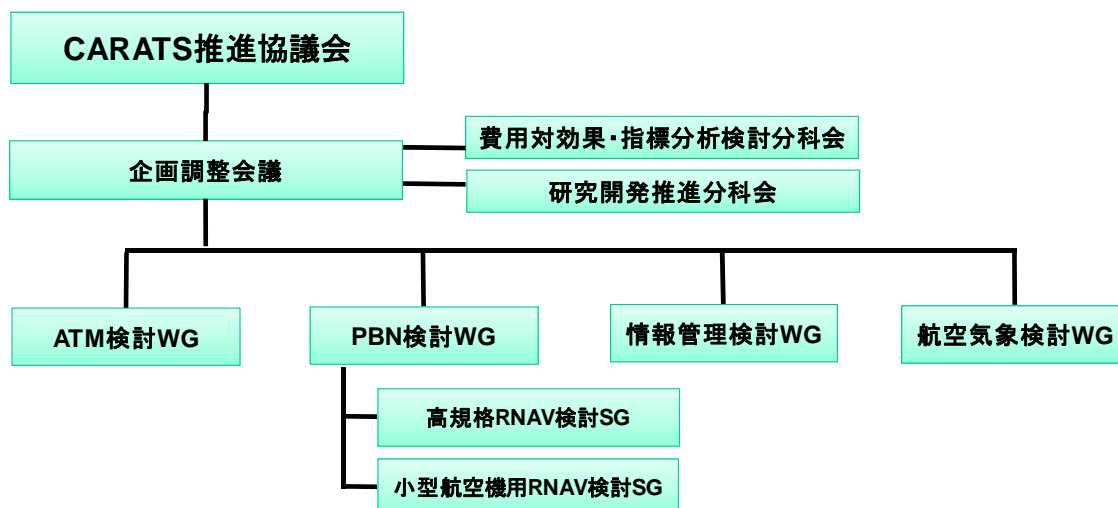 CARATS推進協議会
費用対効果・指標分析検討分科会
企画調整会議
研究開発推進分科会
ATM検討WG
PBN検討WG
情報管理検討WG
航空気象検討WG
高規格RNAV検討SG
小型航空機用RNAV検討SG